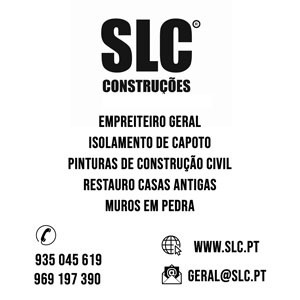 SLC®
CONSTRUÇÕES
EMPREITEIRO GERAL
ISOLAMENTO DE CAPOTO
PINTURAS DE CONSTRUÇÃO CIVIL
RESTAURO CASAS ANTIGAS
MUROS EM PEDRA
935 045 619
969 197 390
WWW.SLC.PT
GERAL@SLC.PT